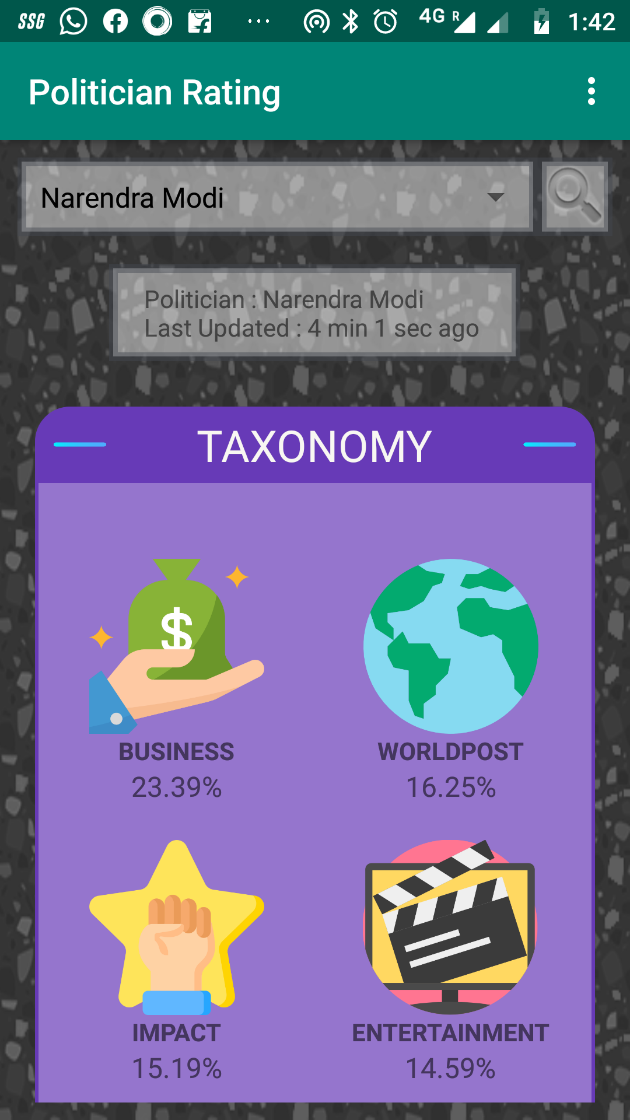 SSG ... 4G R 1:42
Politician Rating
Narendra Modi
Politician : Narendra Modi
Last Updated : 4 min 1 sec ago
TAXONOMY
$
BUSINESS WORLDPOST
23.39% 16.25%
IMPACT ENTERTAINMENT
15.19% 14.59%